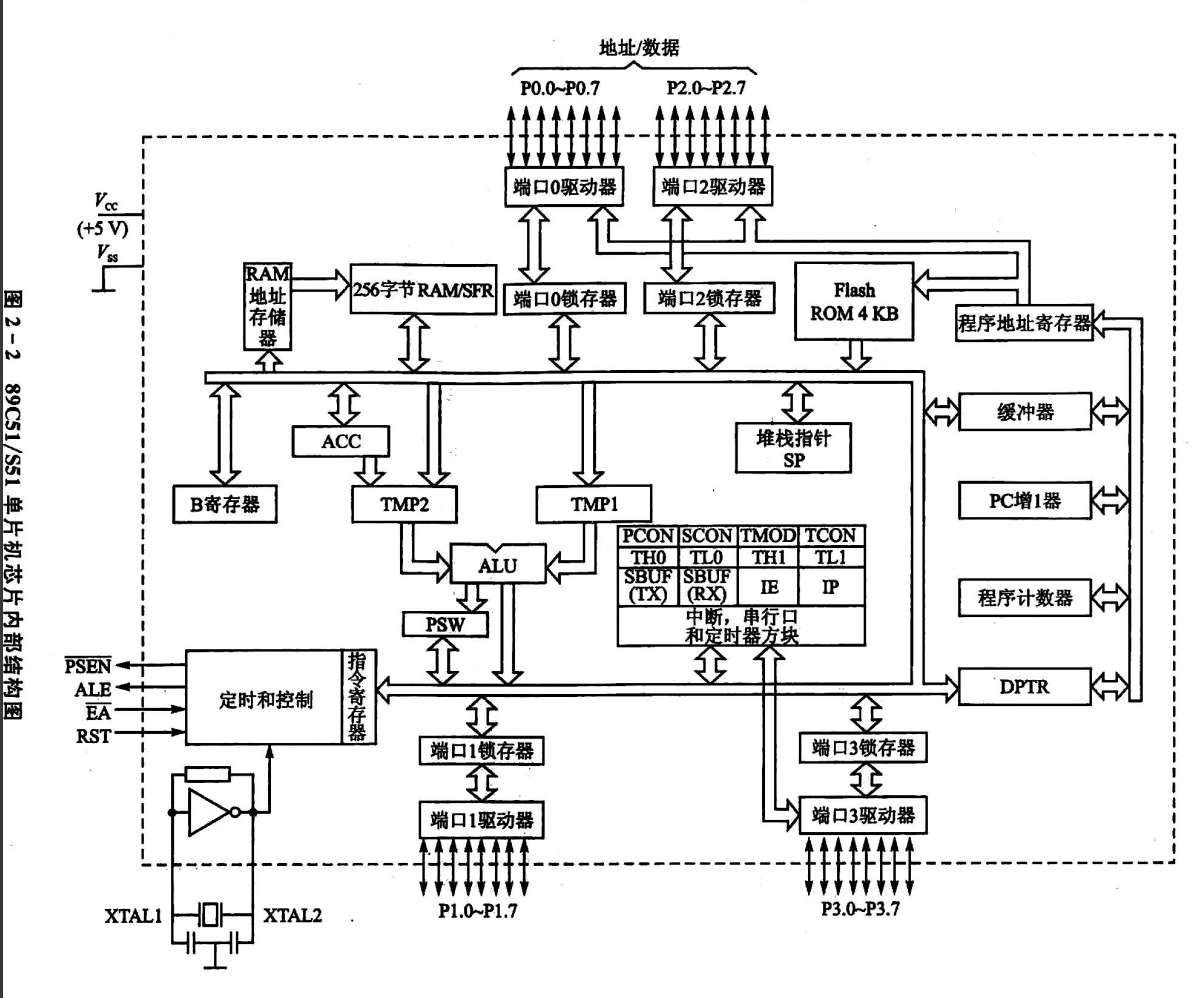 地址/数据
P0.0~P0.7
P2.0~P2.7
端口0驱动器
端口2驱动器
Vcc
(+5 V)
Vss
RAM
地址
存储
器
256字节RAM/SFR
端口0锁存器
端口2锁存器
Flash
ROM 4 KB
程序地址寄存器
ACC
堆栈指针
SP
缓冲器
B寄存器
TMP2
TMP1
PC增1器
ALU
PCON SCON TMOD TCON
TH0 TL0 TH1 TL1
SBUF
(TX)
SBUF
(RX)
IE
IP
中断，串行口
和定时器方块
PSW
程序计数器
PSEN
ALE
EA
RST
定时和控制
指令寄存器
DPTR
端口1锁存器
端口3锁存器
端口1驱动器
端口3驱动器
XTAL1
XTAL2
P1.0~P1.7
P3.0~P3.7
图2-2 89C51/S51单片机芯片内部结构图